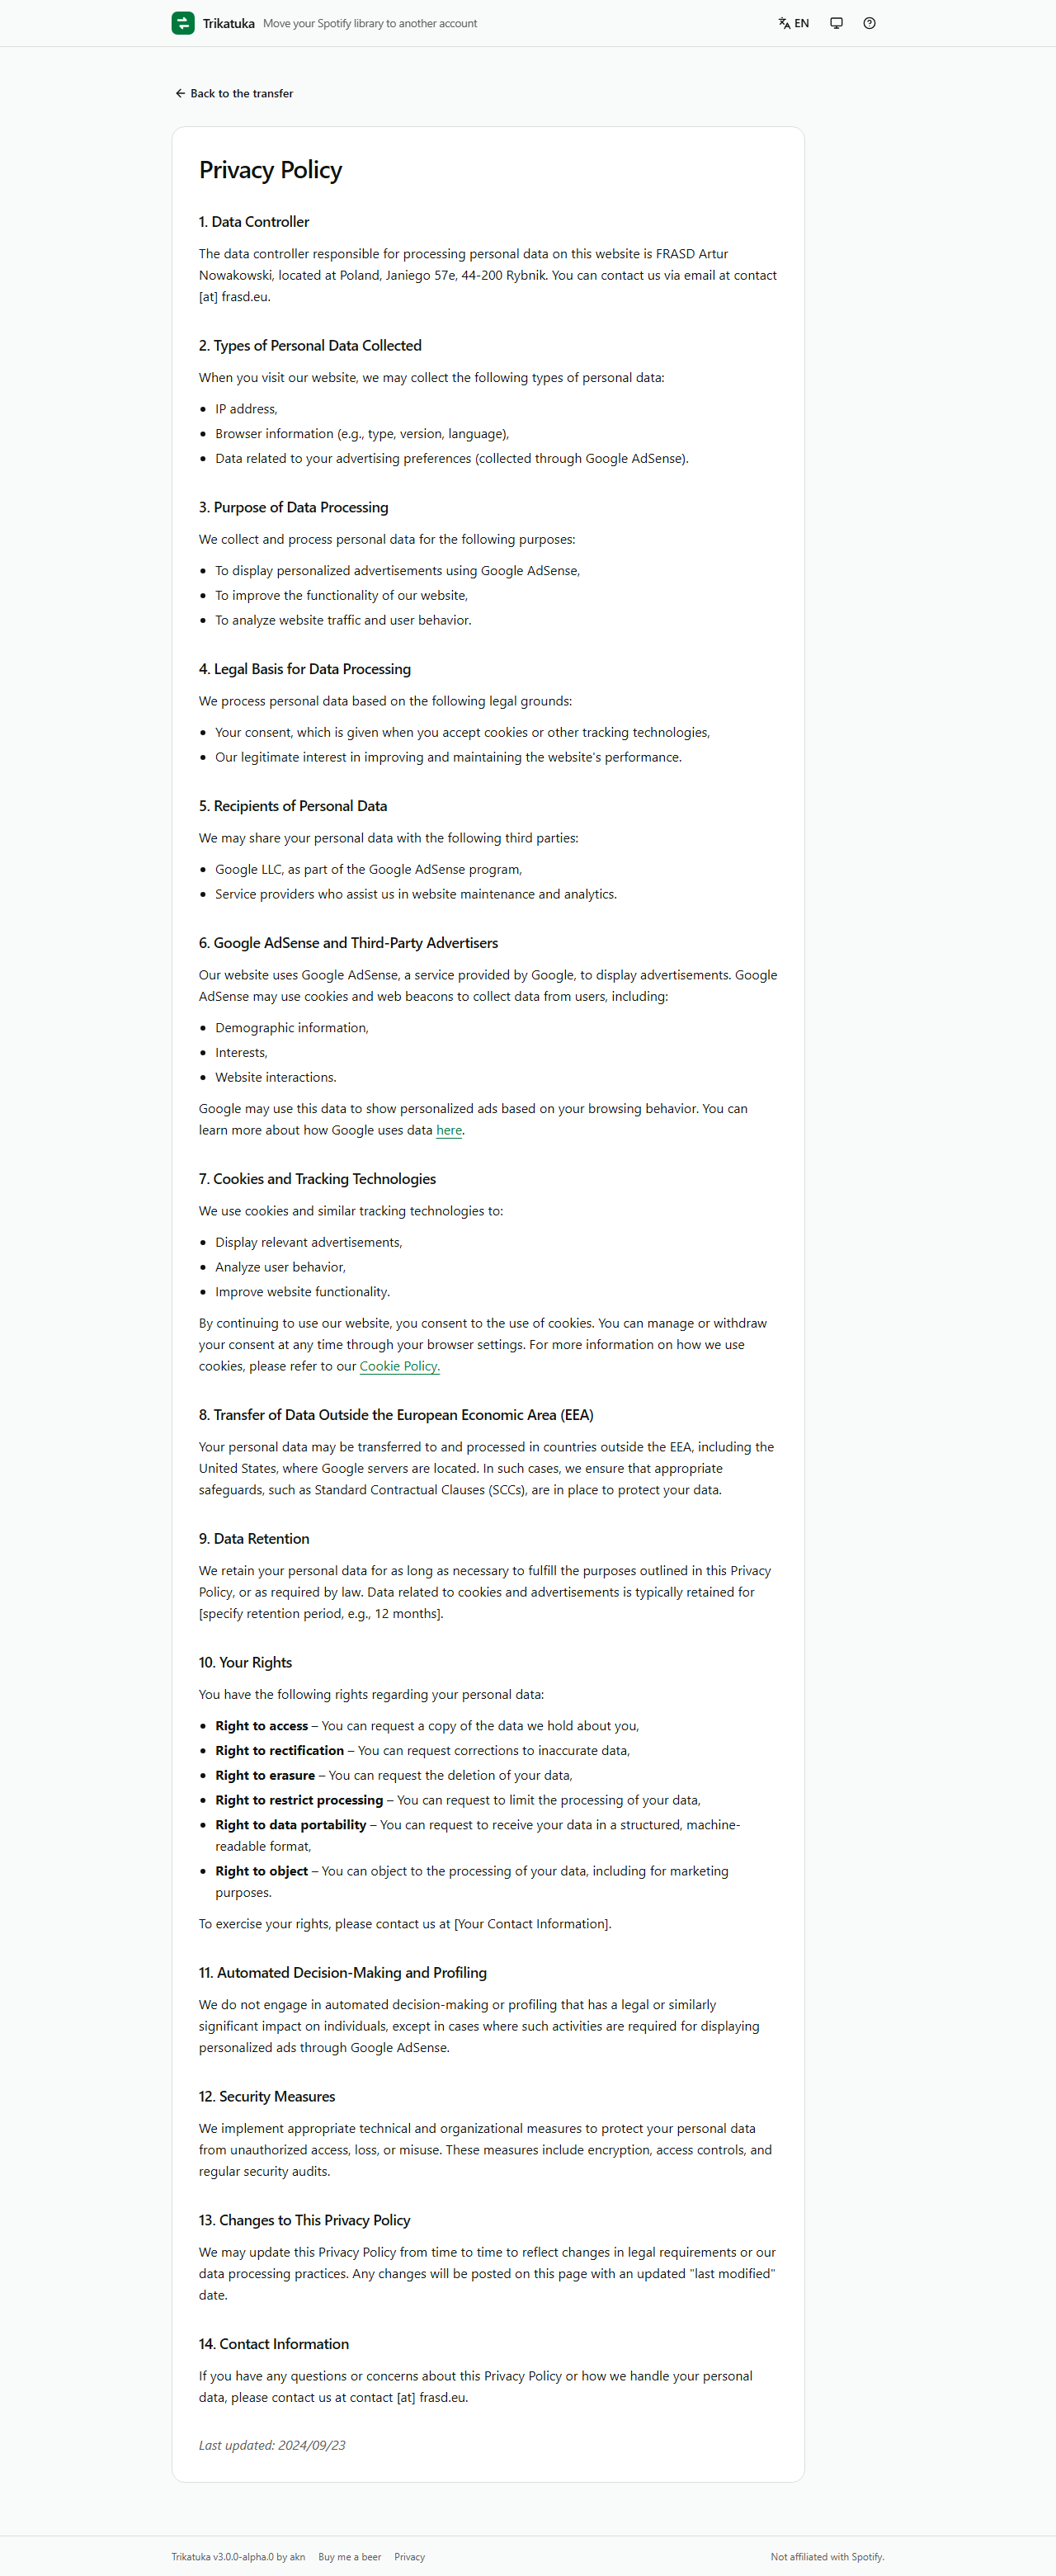 Trikatuka Move your Spotify library to another account EN
Back to the transfer
Privacy Policy
1. Data Controller
The data controller responsible for processing personal data on this website is FRASD Artur
Nowakowski, located at Poland, Janiego 57e, 44-200 Rybnik. You can contact us via email at contact
[at] frasd.eu.
2. Types of Personal Data Collected
When you visit our website, we may collect the following types of personal data:
• IP address,
• Browser information (e.g., type, version, language),
• Data related to your advertising preferences (collected through Google AdSense).
3. Purpose of Data Processing
We collect and process personal data for the following purposes:
• To display personalized advertisements using Google AdSense,
• To improve the functionality of our website,
• To analyze website traffic and user behavior.
4. Legal Basis for Data Processing
We process personal data based on the following legal grounds:
• Your consent, which is given when you accept cookies or other tracking technologies,
• Our legitimate interest in improving and maintaining the website's performance.
5. Recipients of Personal Data
We may share your personal data with the following third parties:
• Google LLC, as part of the Google AdSense program,
• Service providers who assist us in website maintenance and analytics.
6. Google AdSense and Third-Party Advertisers
Our website uses Google AdSense, a service provided by Google, to display advertisements. Google
AdSense may use cookies and web beacons to collect data from users, including:
• Demographic information,
• Interests,
• Website interactions.
Google may use this data to show personalized ads based on your browsing behavior. You can
learn more about how Google uses data here.
7. Cookies and Tracking Technologies
We use cookies and similar tracking technologies to:
• Display relevant advertisements,
• Analyze user behavior,
• Improve website functionality.
By continuing to use our website, you consent to the use of cookies. You can manage or withdraw
your consent at any time through your browser settings. For more information on how we use
cookies, please refer to our Cookie Policy.
8. Transfer of Data Outside the European Economic Area (EEA)
Your personal data may be transferred to and processed in countries outside the EEA, including the
United States, where Google servers are located. In such cases, we ensure that appropriate
safeguards, such as Standard Contractual Clauses (SCCs), are in place to protect your data.
9. Data Retention
We retain your personal data for as long as necessary to fulfill the purposes outlined in this Privacy
Policy, or as required by law. Data related to cookies and advertisements is typically retained for
[specify retention period, e.g., 12 months].
10. Your Rights
You have the following rights regarding your personal data:
• Right to access – You can request a copy of the data we hold about you,
• Right to rectification – You can request corrections to inaccurate data,
• Right to erasure – You can request the deletion of your data,
• Right to restrict processing – You can request to limit the processing of your data,
• Right to data portability – You can request to receive your data in a structured, machine-
readable format,
• Right to object – You can object to the processing of your data, including for marketing
purposes.
To exercise your rights, please contact us at [Your Contact Information].
11. Automated Decision-Making and Profiling
We do not engage in automated decision-making or profiling that has a legal or similarly
significant impact on individuals, except in cases where such activities are required for displaying
personalized ads through Google AdSense.
12. Security Measures
We implement appropriate technical and organizational measures to protect your personal data
from unauthorized access, loss, or misuse. These measures include encryption, access controls, and
regular security audits.
13. Changes to This Privacy Policy
We may update this Privacy Policy from time to time to reflect changes in legal requirements or our
data processing practices. Any changes will be posted on this page with an updated "last modified"
date.
14. Contact Information
If you have any questions or concerns about this Privacy Policy or how we handle your personal
data, please contact us at contact [at] frasd.eu.
Last updated: 2024/09/23
Trikatuka v3.0.0-alpha.0 by akn Buy me a beer Privacy Not affiliated with Spotify.